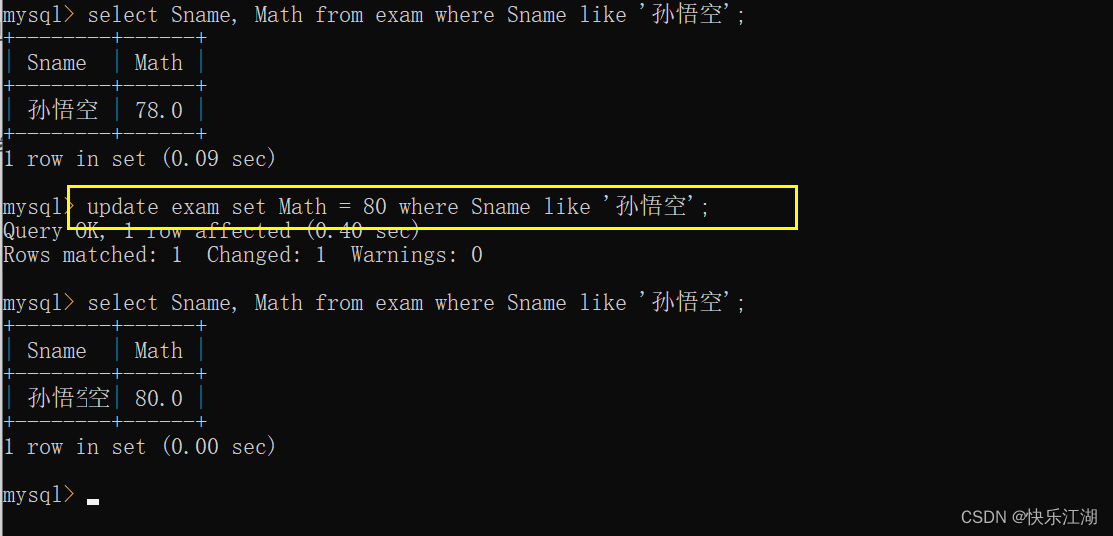 mysql> select Sname, Math from exam where Sname like '孙悟空';
+--------+------+
| Sname  | Math |
+--------+------+
| 孙悟空 | 78.0 |
+--------+------+
1 row in set (0.09 sec)
mysql> update exam set Math = 80 where Sname like '孙悟空';
Query OK, 1 row affected (0.40 sec)
Rows matched: 1  Changed: 1  Warnings: 0
mysql> select Sname, Math from exam where Sname like '孙悟空';
+--------+------+
| Sname  | Math |
+--------+------+
| 孙悟空空| 80.0 |
+--------+------+
1 row in set (0.00 sec)
mysql>
CSDN @快乐江湖